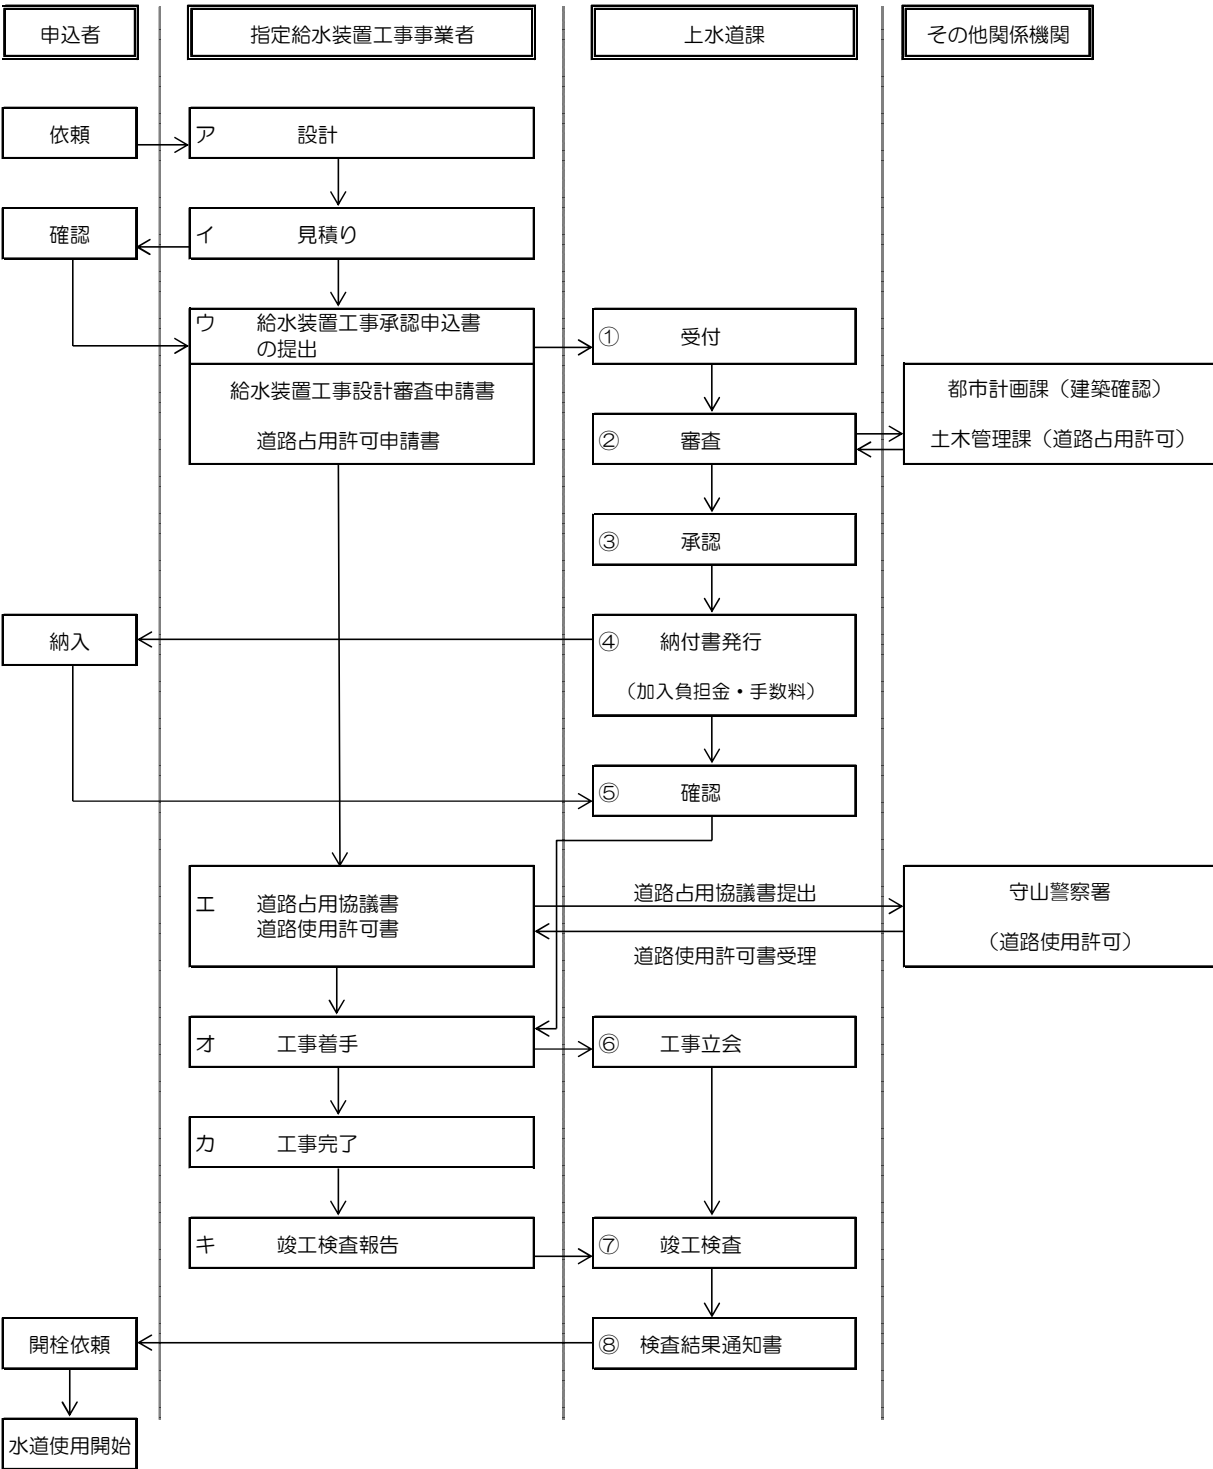 申込者
指定給水装置工事事業者
上水道課
その他関係機関
依頼
ア 設計
確認
イ 見積り
ウ 給水装置工事承認申込書
の提出
① 受付
給水装置工事設計審査申請書
道路占用許可申請書
② 審査
都市計画課（建築確認）
土木管理課（道路占用許可）
③ 承認
納入
④ 納付書発行
（加入負担金・手数料）
⑤ 確認
エ 道路占用協議書
道路使用許可書
道路占用協議書提出
道路使用許可書受理
守山警察署
（道路使用許可）
オ 工事着手
⑥ 工事立会
カ 工事完了
キ 竣工検査報告
⑦ 竣工検査
開栓依頼
⑧ 検査結果通知書
水道使用開始